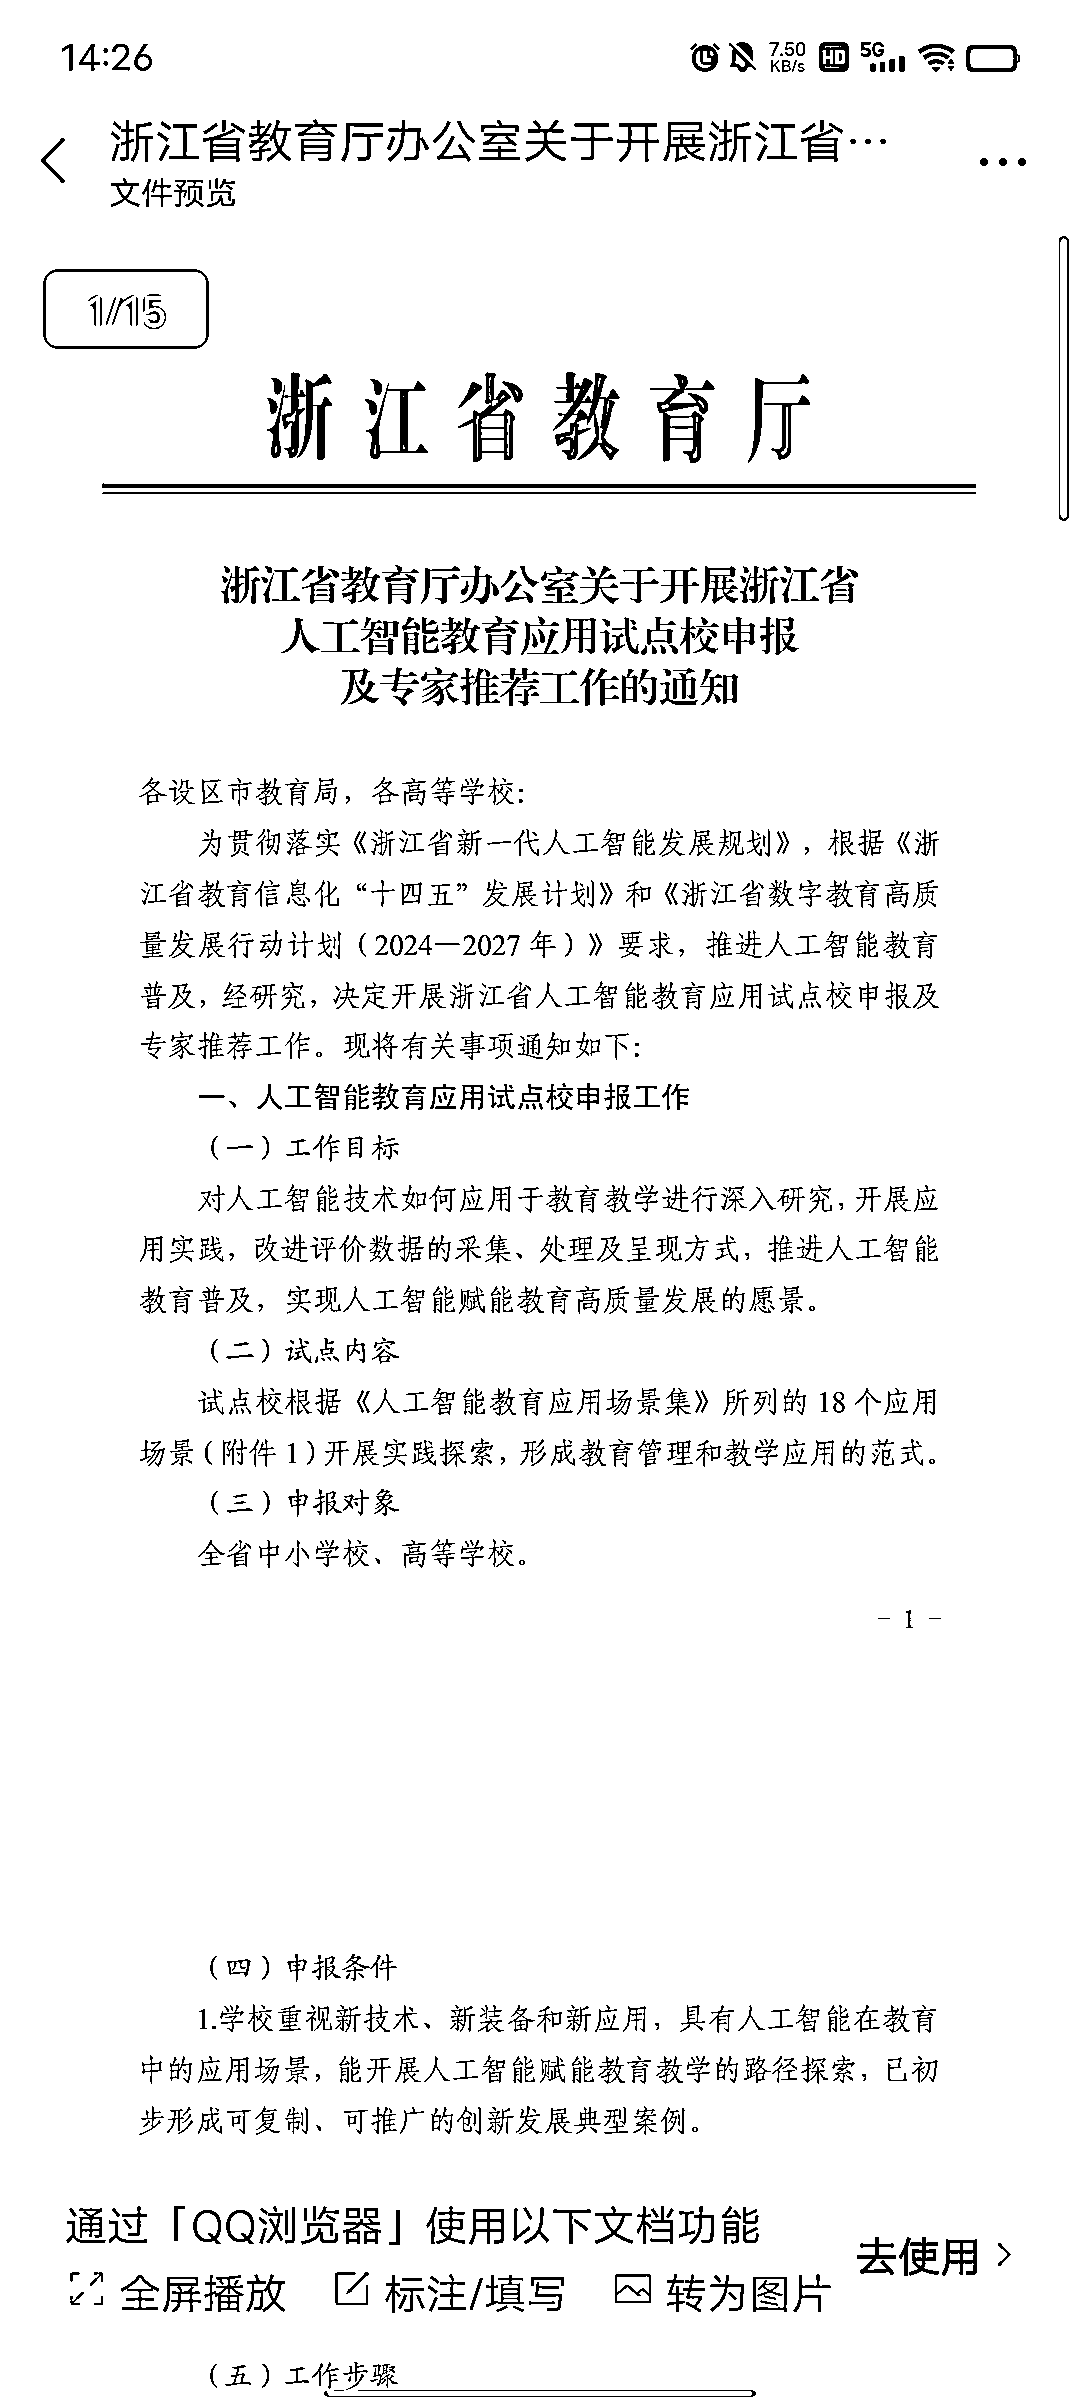 14:26
7.50 KB/s HD 5G
浙江省教育厅办公室关于开展浙江省…
文件预览
1/15
浙江省教育厅
浙江省教育厅办公室关于开展浙江省
人工智能教育应用试点校申报
及专家推荐工作的通知
各设区市教育局，各高等学校：
为贯彻落实《浙江省新一代人工智能发展规划》，根据《浙
江省教育信息化“十四五”发展计划》和《浙江省数字教育高质
量发展行动计划（2024—2027 年）》要求，推进人工智能教育
普及，经研究，决定开展浙江省人工智能教育应用试点校申报及
专家推荐工作。现将有关事项通知如下：
一、人工智能教育应用试点校申报工作
（一）工作目标
对人工智能技术如何应用于教育教学进行深入研究，开展应
用实践，改进评价数据的采集、处理及呈现方式，推进人工智能
教育普及，实现人工智能赋能教育高质量发展的愿景。
（二）试点内容
试点校根据《人工智能教育应用场景集》所列的 18 个应用
场景（附件 1）开展实践探索，形成教育管理和教学应用的范式。
（三）申报对象
全省中小学校、高等学校。
- 1 -
（四）申报条件
1.学校重视新技术、新装备和新应用，具有人工智能在教育
中的应用场景，能开展人工智能赋能教育教学的路径探索，已初
步形成可复制、可推广的创新发展典型案例。
通过「QQ浏览器」使用以下文档功能
去使用
全屏播放 标注/填写 转为图片
（五）工作步骤